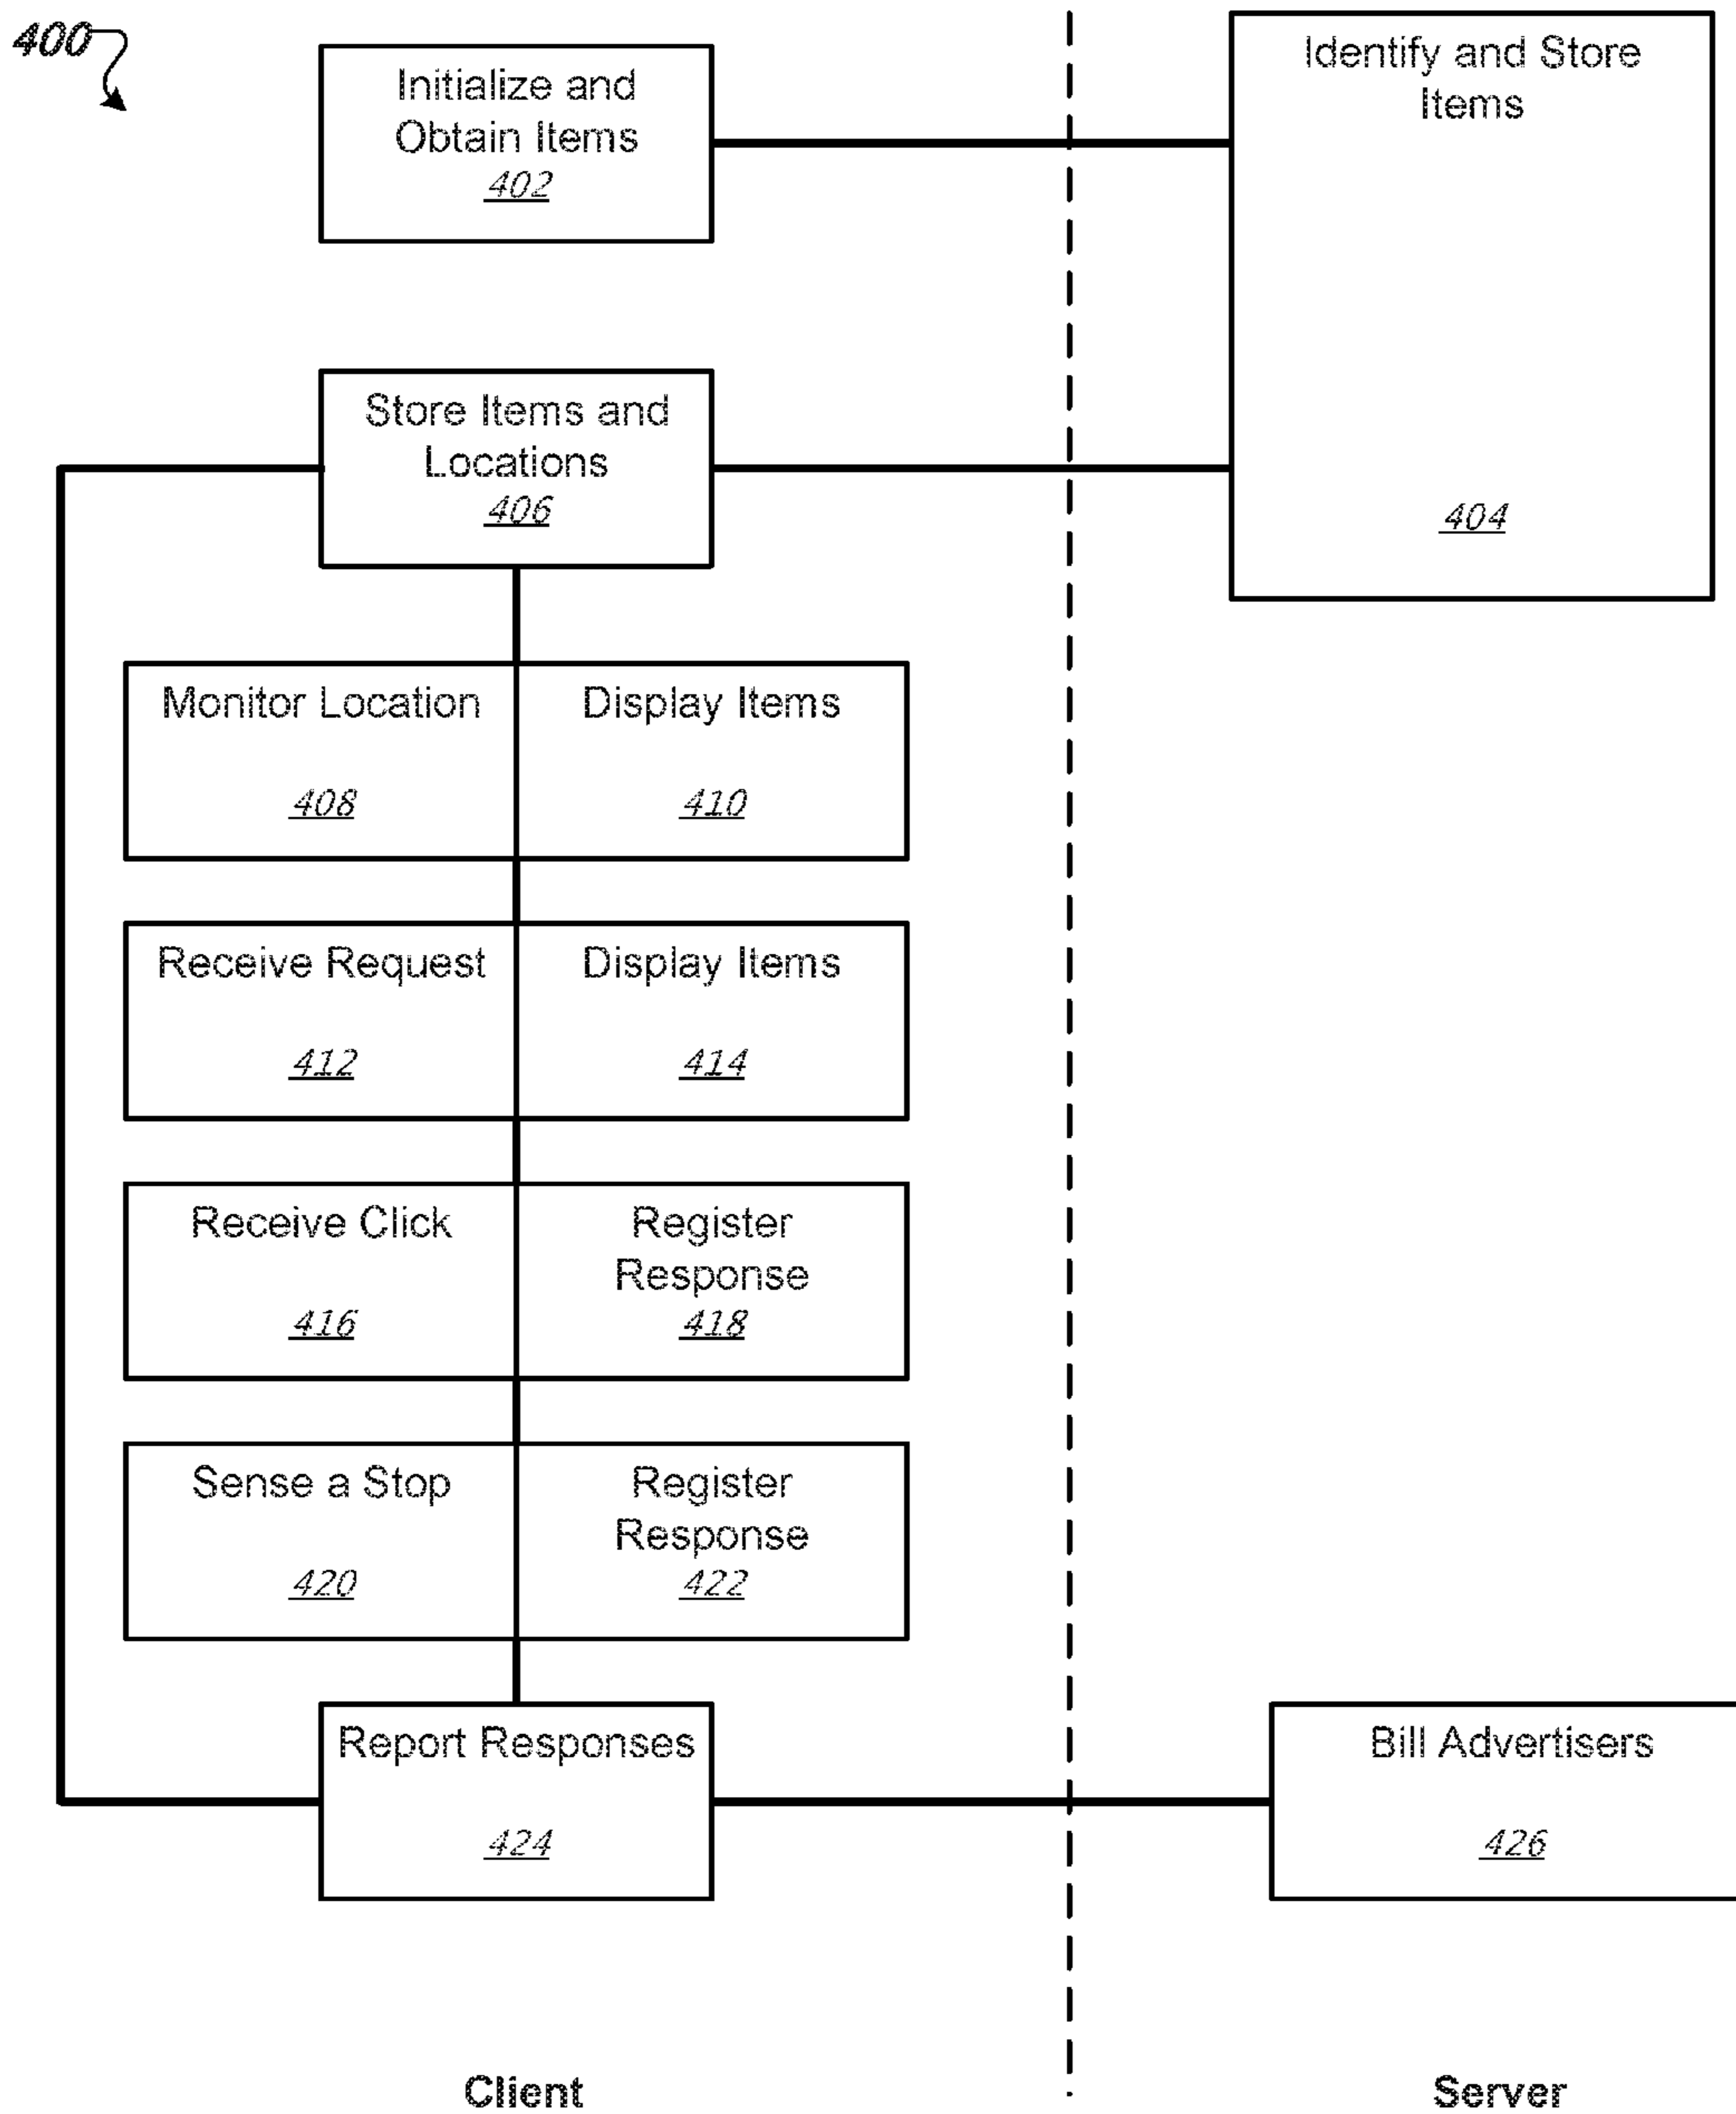 400
Initialize and
Obtain Items
402
Identify and Store
Items
404
Store Items and
Locations
406
Monitor Location
408
Display Items
410
Receive Request
412
Display Items
414
Receive Click
416
Register
Response
418
Sense a Stop
420
Register
Response
422
Report Responses
424
Bill Advertisers
426
Client
Server